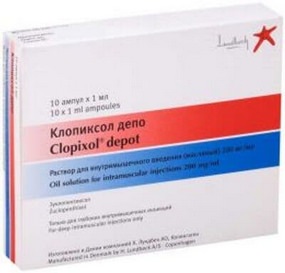 Lundbeck
10 ампул х 1 мл
10 x 1 ml ampoules
Клопиксол депо
Clopixol® depot
Раствор для внутримышечного введения (масляный) 200 мг/мл
Oil solution for intramuscular injections 200 mg/ml
Зуклопентиксол
Zuclopenthixol
Только для глубоких внутримышечных инъекций
For deep intramuscular injections only
Изготовлено в Дании компанией Х. Лундбек А/О, Копенгаген
Manufactured in Denmark by H. Lundbeck A/S - Copenhagen